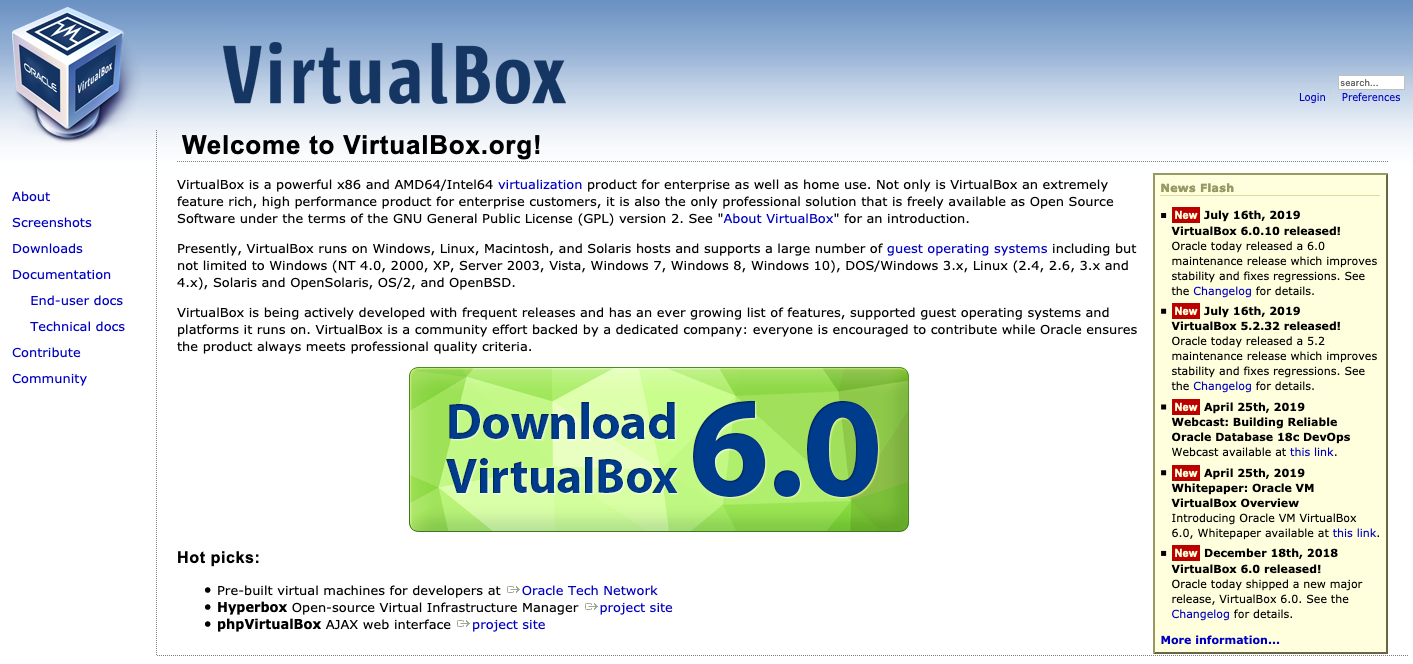 ORACLE
VirtualBox
VirtualBox
search...
Login Preferences
Welcome to VirtualBox.org!
About
Screenshots
Downloads
Documentation
End-user docs
Technical docs
Contribute
Community
VirtualBox is a powerful x86 and AMD64/Intel64 virtualization product for enterprise as well as home use. Not only is VirtualBox an extremely
feature rich, high performance product for enterprise customers, it is also the only professional solution that is freely available as Open Source
Software under the terms of the GNU General Public License (GPL) version 2. See "About VirtualBox" for an introduction.
Presently, VirtualBox runs on Windows, Linux, Macintosh, and Solaris hosts and supports a large number of guest operating systems including but
not limited to Windows (NT 4.0, 2000, XP, Server 2003, Vista, Windows 7, Windows 8, Windows 10), DOS/Windows 3.x, Linux (2.4, 2.6, 3.x and
4.x), Solaris and OpenSolaris, OS/2, and OpenBSD.
VirtualBox is being actively developed with frequent releases and has an ever growing list of features, supported guest operating systems and
platforms it runs on. VirtualBox is a community effort backed by a dedicated company: everyone is encouraged to contribute while Oracle ensures
the product always meets professional quality criteria.
Download
VirtualBox 6.0
Hot picks:
• Pre-built virtual machines for developers at Oracle Tech Network
• Hyperbox Open-source Virtual Infrastructure Manager project site
• phpVirtualBox AJAX web interface project site
News Flash
New July 16th, 2019
VirtualBox 6.0.10 released!
Oracle today released a 6.0
maintenance release which improves
stability and fixes regressions. See
the Changelog for details.
New July 16th, 2019
VirtualBox 5.2.32 released!
Oracle today released a 5.2
maintenance release which improves
stability and fixes regressions. See
the Changelog for details.
New April 25th, 2019
Webcast: Building Reliable
Oracle Database 18c DevOps
Webcast available at this link.
New April 25th, 2019
Whitepaper: Oracle VM
VirtualBox Overview
Introducing Oracle VM VirtualBox
6.0, Whitepaper available at this link.
New December 18th, 2018
VirtualBox 6.0 released!
Oracle today shipped a new major
release, VirtualBox 6.0. See the
Changelog for details.
More information...